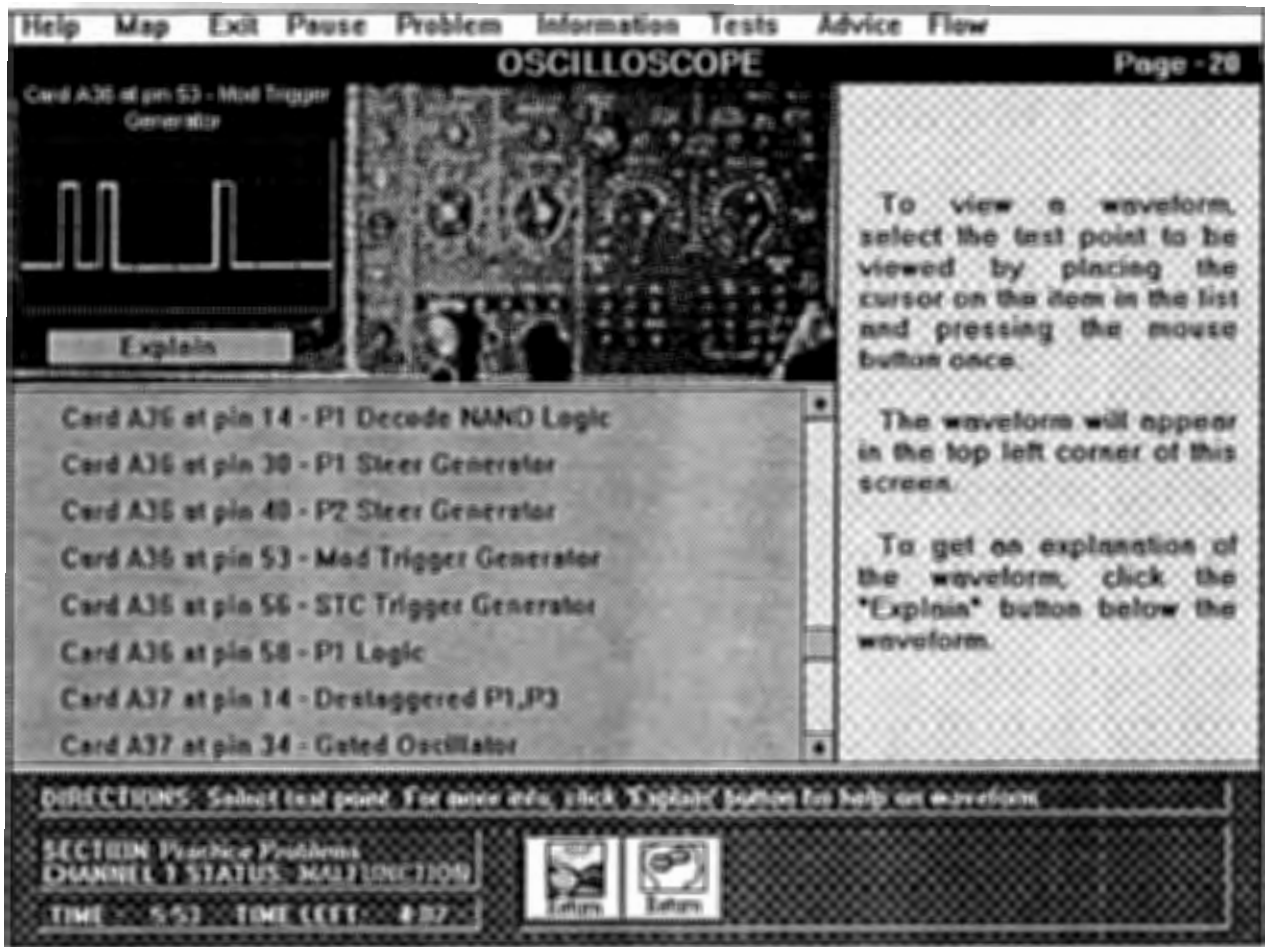 Help Map Exit Pause Problem Information Tests Advice Flow
OSCILLOSCOPE Page - 20
Card A36 at pin 53 - Mod Trigger
Generator
Explain
Card A36 at pin 14 - P1 Decode NAND Logic
Card A36 at pin 30 - P1 Steer Generator
Card A36 at pin 40 - P2 Steer Generator
Card A36 at pin 53 - Mod Trigger Generator
Card A36 at pin 56 - STC Trigger Generator
Card A36 at pin 58 - P1 Logic
Card A37 at pin 14 - Destaggered P1,P3
Card A37 at pin 34 - Gated Oscillator
To view a waveform,
select the test point to be
viewed by placing the
cursor on the item in the list
and pressing the mouse
button once.
The waveform will appear
in the top left corner of this
screen.
To get an explanation of
the waveform, click the
"Explain" button below the
waveform.
DIRECTIONS: Select test point. For more info, click 'Explain' button for help on waveform.
SECTION: Practice Problems
CHANNEL 1 STATUS: MALFUNCTION
TIME - 5:53 TIME LEFT- 4:07
Return Return